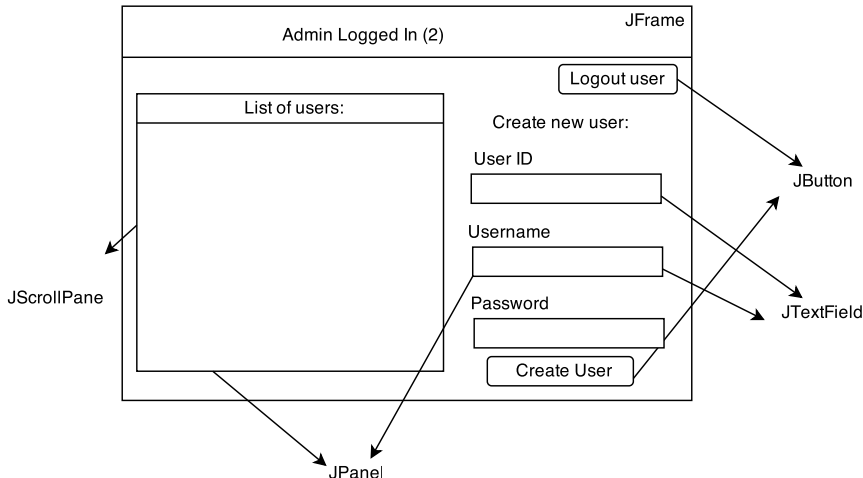 JFrame
Admin Logged In (2)
Logout user
List of users:
Create new user:
User ID
JButton
Username
JScrollPane
Password
JTextField
Create User
JPanel